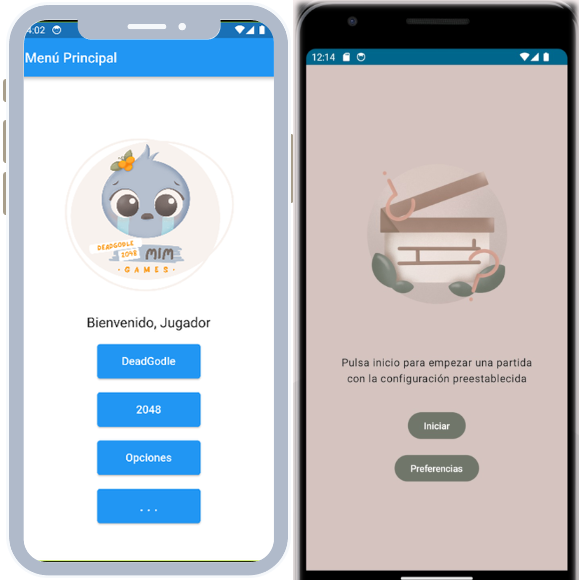 4:02
Menú Principal
DEADGODLE
2048
MIM
• GAMES •
Bienvenido, Jugador
DeadGodle
2048
Opciones
. . .
12:14
Pulsa inicio para empezar una partida
con la configuración preestablecida
Iniciar
Preferencias